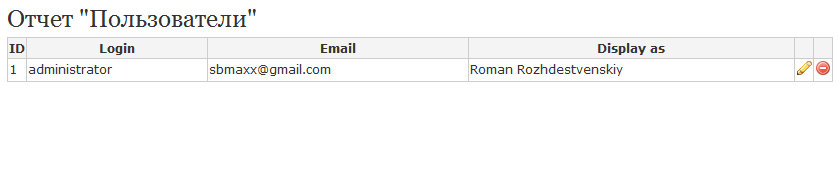 Отчет "Пользователи"
ID Login Email Display as
1 administrator sbmaxx@gmail.com Roman Rozhdestvenskiy